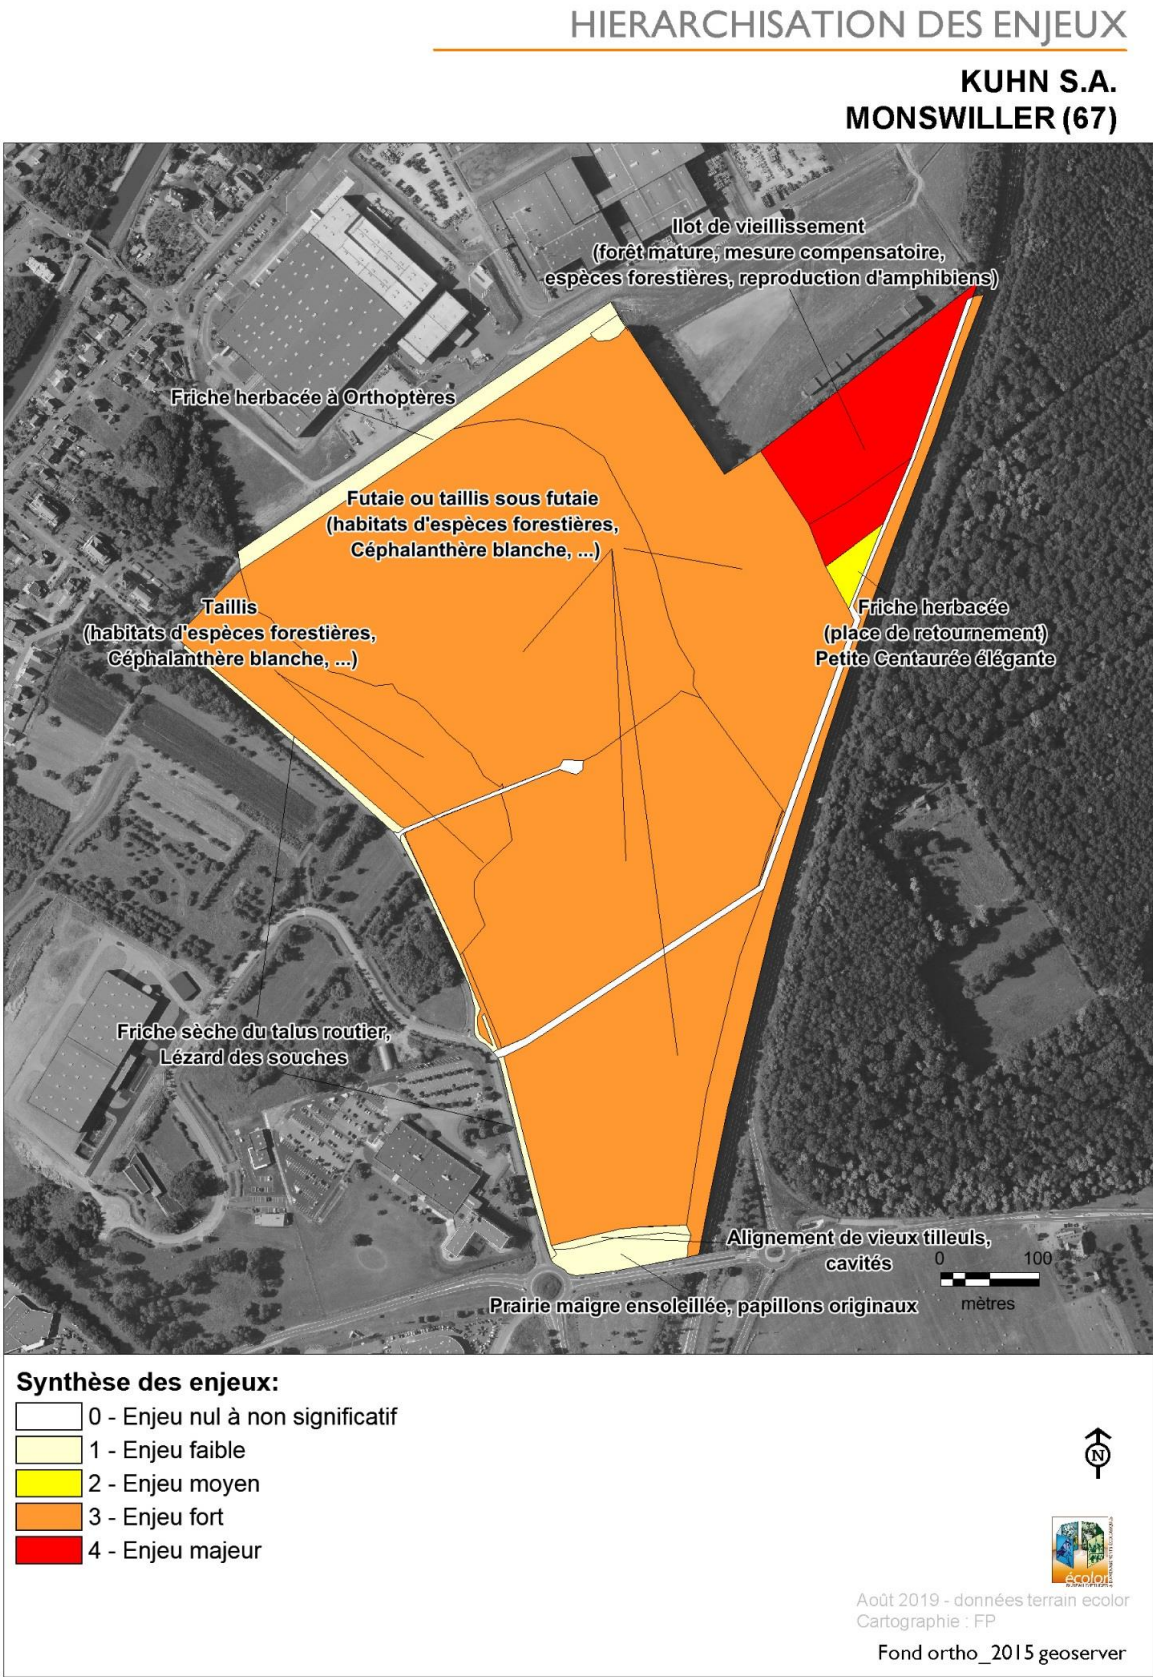 HIERARCHISATION DES ENJEUX
KUHN S.A.
MONSWILLER (67)
Ilot de vieillissement
(forêt mature, mesure compensatoire,
espèces forestières, reproduction d'amphibiens)
Friche herbacée à Orthoptères
Futaie ou taillis sous futaie
(habitats d'espèces forestières,
Céphalanthère blanche, ...)
Taillis
(habitats d'espèces forestières,
Céphalanthère blanche, ...)
Friche herbacée
(place de retournement)
Petite Centaurée élégante
Friche sèche du talus routier,
Lézard des souches
Alignement de vieux tilleuls,
cavités
0 100
mètres
Prairie maigre ensoleillée, papillons originaux
Synthèse des enjeux:
0 - Enjeu nul à non significatif
1 - Enjeu faible
2 - Enjeu moyen
3 - Enjeu fort
4 - Enjeu majeur
N
écolor
Août 2019 - données terrain ecolor
Cartographie : FP
Fond ortho_2015 geoserver